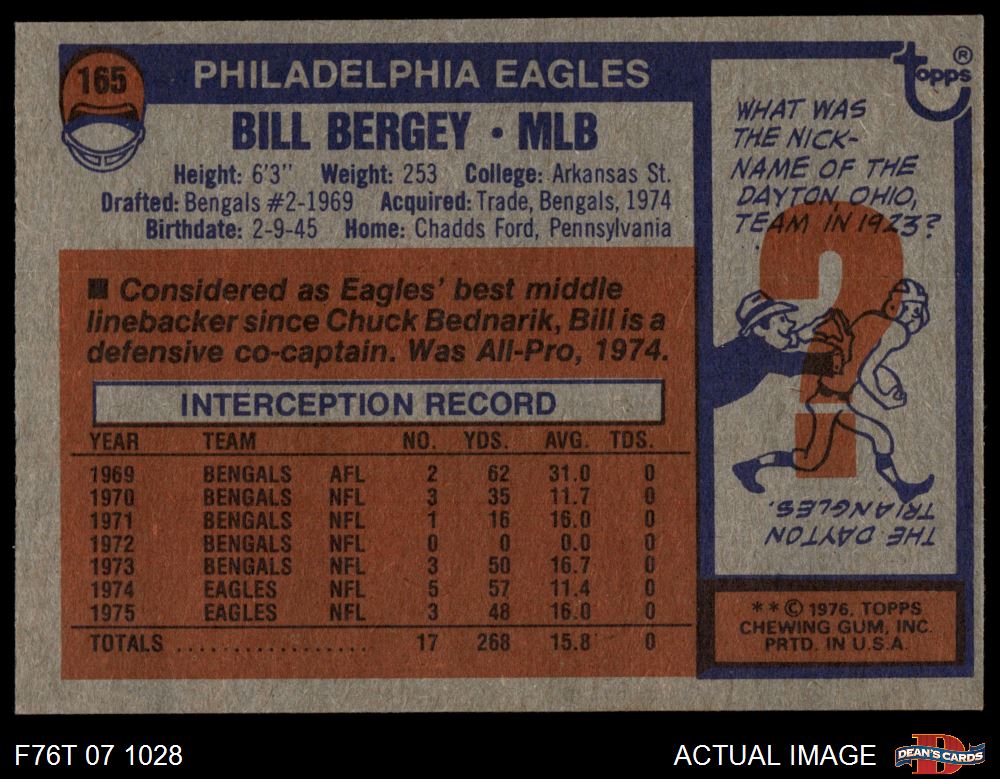 165
PHILADELPHIA EAGLES
BILL BERGEY · MLB
Height: 6'3" Weight: 253 College: Arkansas St.
Drafted: Bengals #2-1969 Acquired: Trade, Bengals, 1974
Birthdate: 2-9-45 Home: Chadds Ford, Pennsylvania
■ Considered as Eagles' best middle
linebacker since Chuck Bednarik, Bill is a
defensive co-captain. Was All-Pro, 1974.
INTERCEPTION RECORD
YEAR TEAM NO. YDS. AVG. TDS.
1969 BENGALS AFL 2 62 31.0 0
1970 BENGALS NFL 3 35 11.7 0
1971 BENGALS NFL 1 16 16.0 0
1972 BENGALS NFL 0 0 0.0 0
1973 BENGALS NFL 3 50 16.7 0
1974 EAGLES NFL 5 57 11.4 0
1975 EAGLES NFL 3 48 16.0 0
TOTALS .................. 17 268 15.8 0
topps ®
WHAT WAS
THE NICK-
NAME OF THE
DAYTON, OHIO,
TEAM IN 1923?
?
THE DAYTON
TRIANGLES.
* * © 1976, TOPPS
CHEWING GUM, INC.
PRTD. IN U.S.A.
F76T 07 1028
ACTUAL IMAGE
DEAN'S CARDS